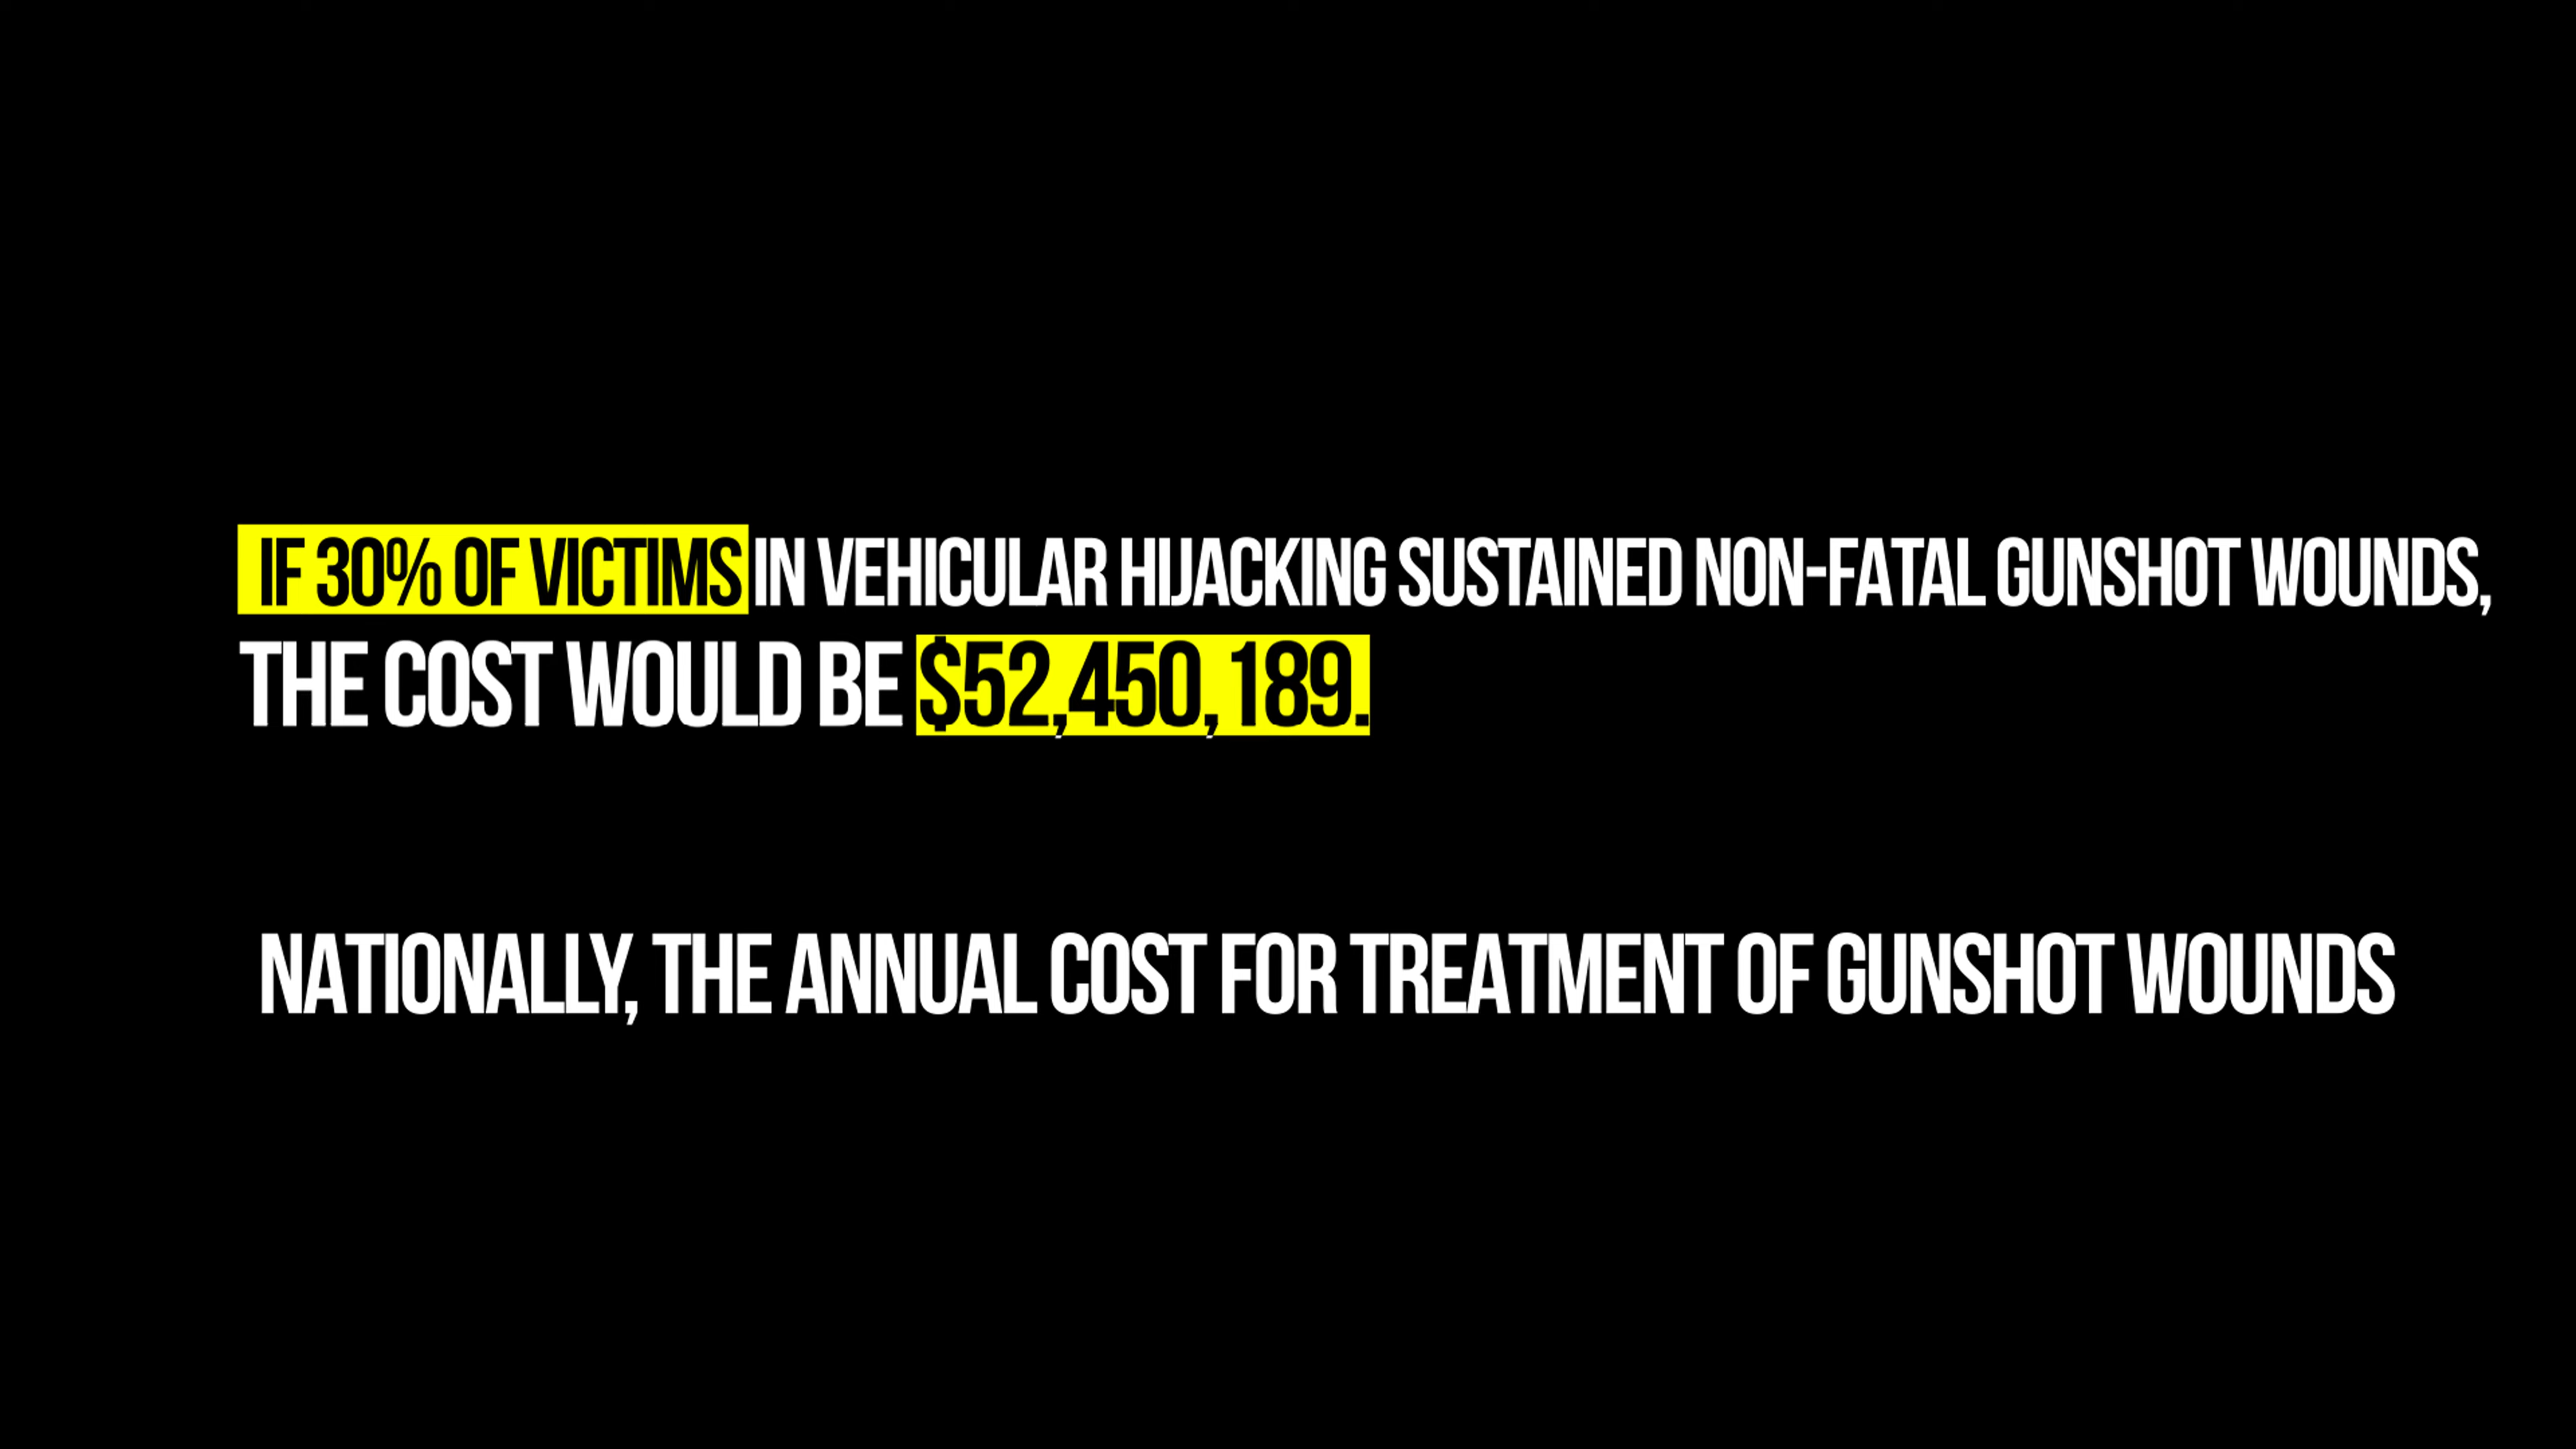 IF 30% OF VICTIMS IN VEHICULAR HIJACKING SUSTAINED NON-FATAL GUNSHOT WOUNDS,
THE COST WOULD BE $52,450,189.
NATIONALLY, THE ANNUAL COST FOR TREATMENT OF GUNSHOT WOUNDS